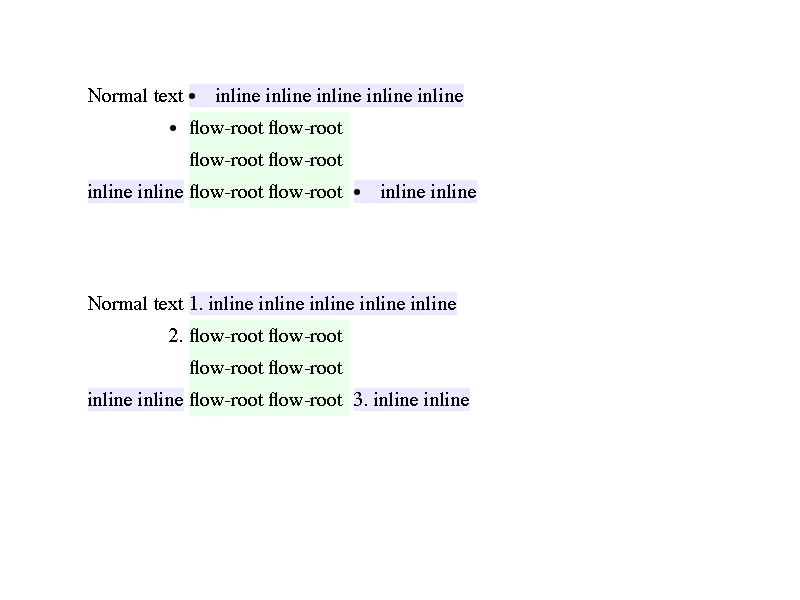 Normal text • inline inline inline inline inline
• flow-root flow-root
flow-root flow-root
inline inline flow-root flow-root • inline inline
Normal text 1. inline inline inline inline inline
2. flow-root flow-root
flow-root flow-root
inline inline flow-root flow-root 3. inline inline